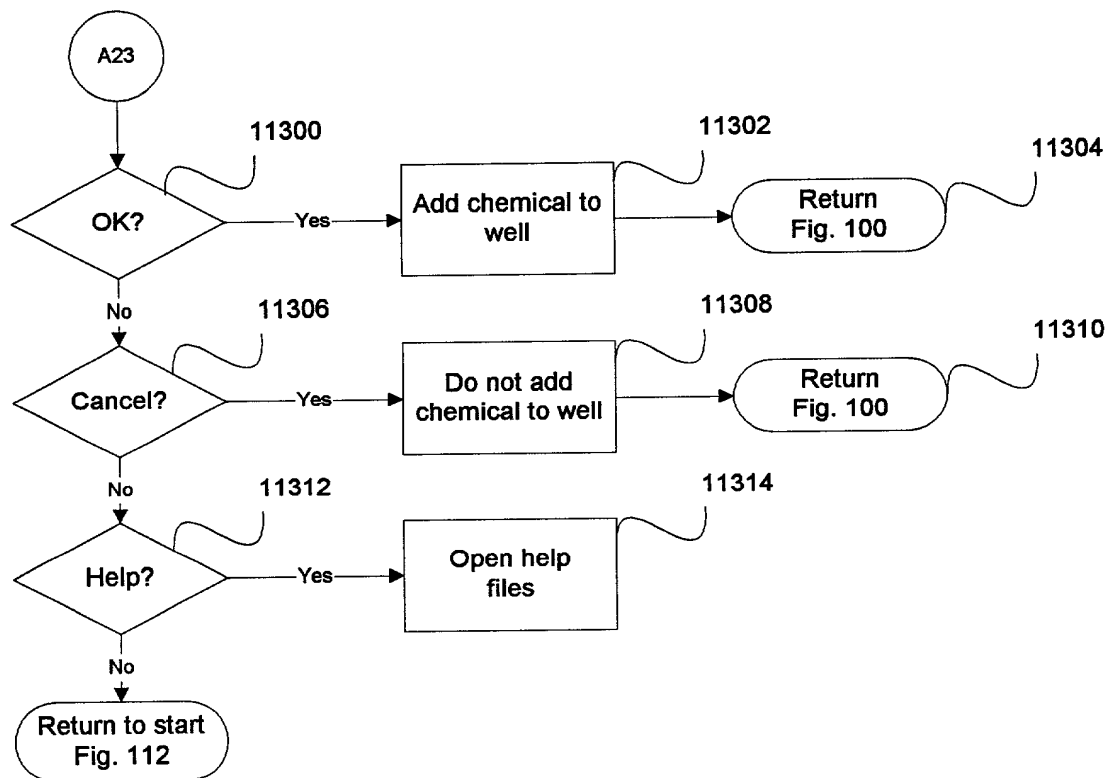 A23
11300
11302
11304
OK?
Yes
Add chemical to
well
Return
Fig. 100
No
11306
11308
11310
Cancel?
Yes
Do not add
chemical to well
Return
Fig. 100
No
11312
11314
Help?
Yes
Open help
files
No
Return to start
Fig. 112